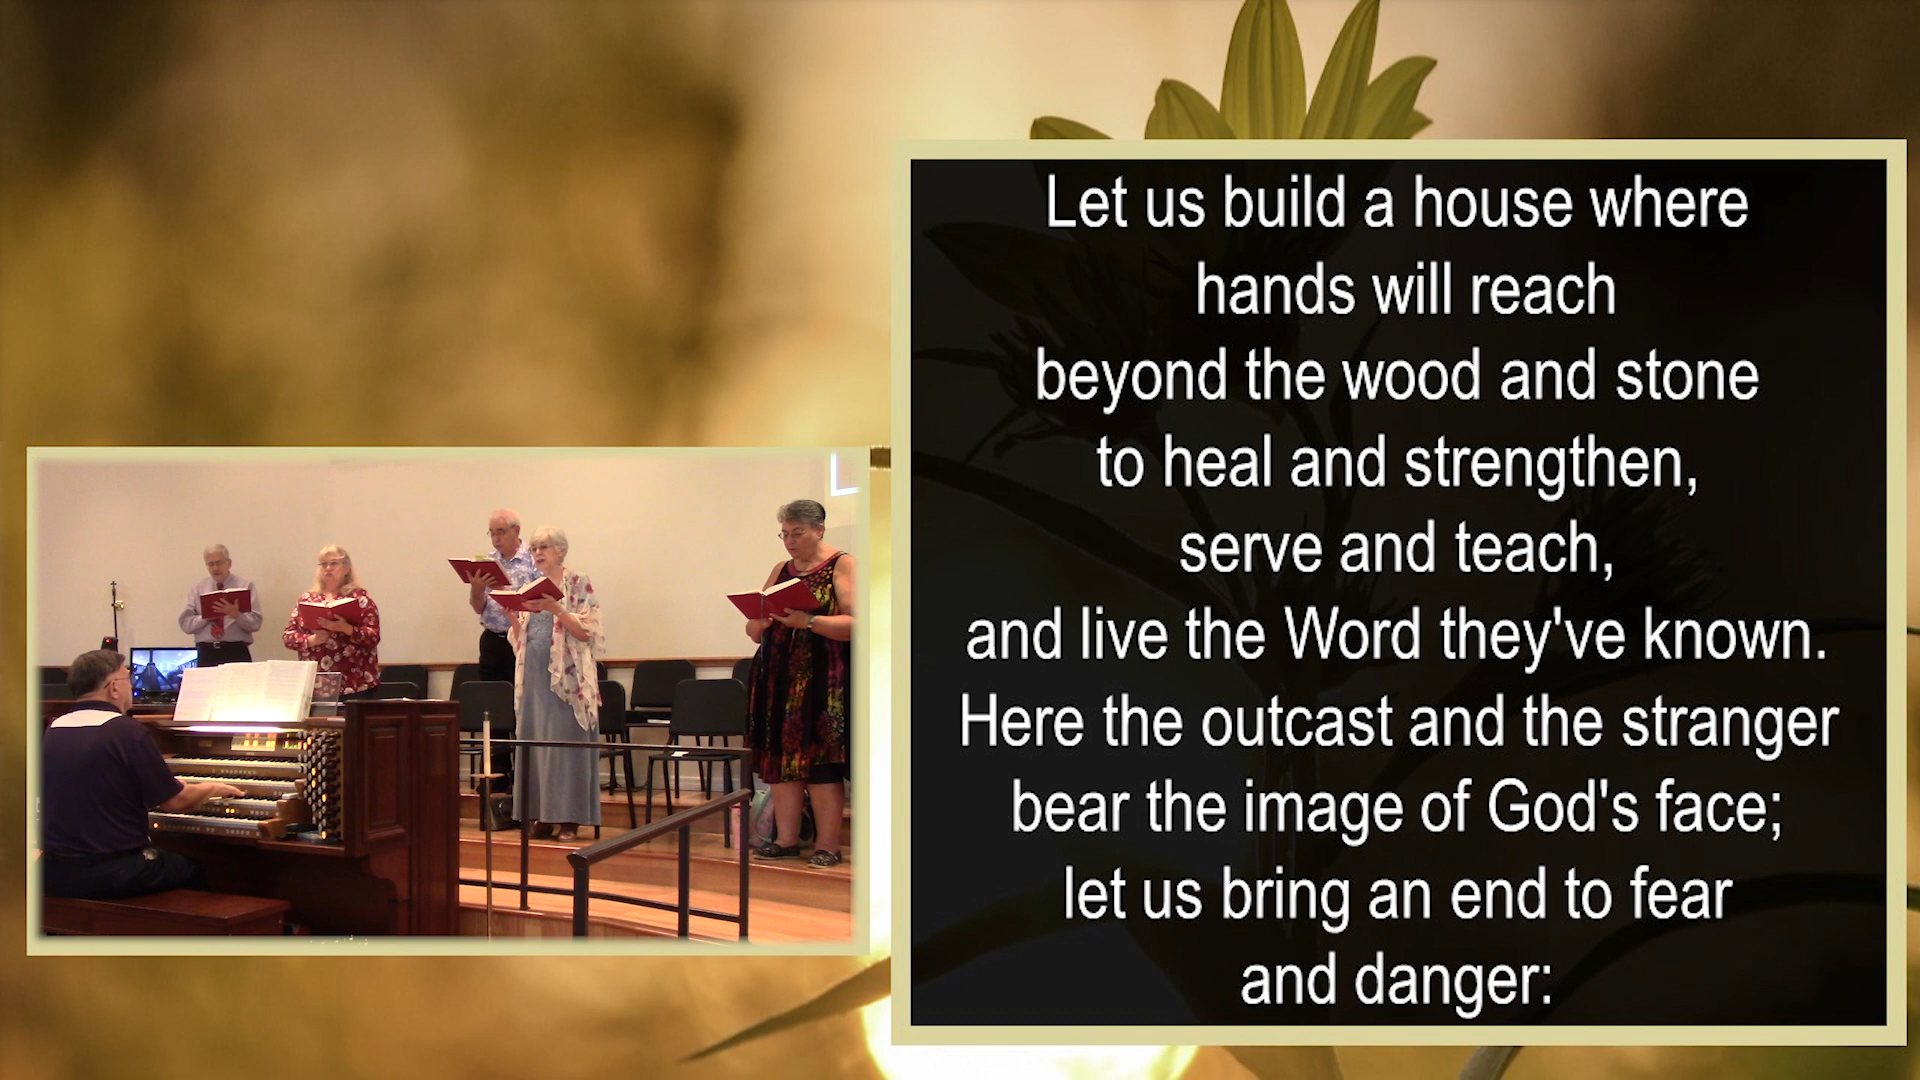 Let us build a house where
hands will reach
beyond the wood and stone
to heal and strengthen,
serve and teach,
and live the Word they've known.
Here the outcast and the stranger
bear the image of God's face;
let us bring an end to fear
and danger: